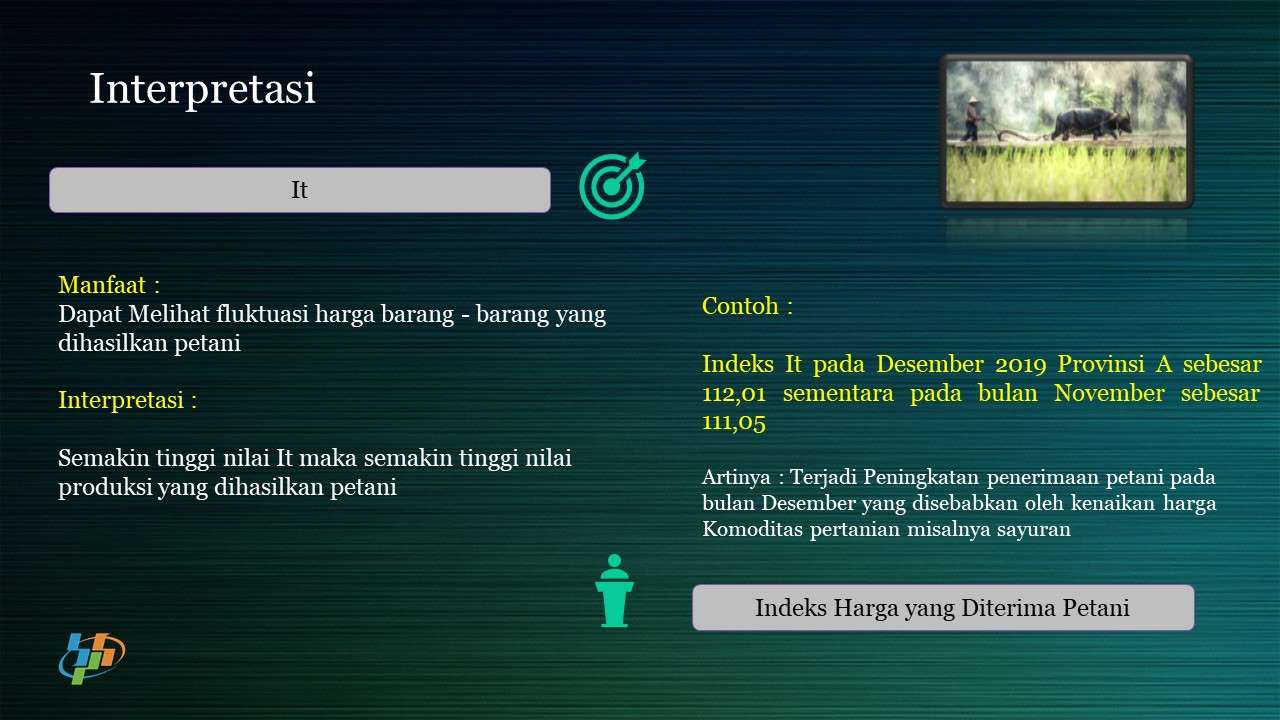 Interpretasi
It
Manfaat :
Dapat Melihat fluktuasi harga barang - barang yang
dihasilkan petani
Interpretasi :
Semakin tinggi nilai It maka semakin tinggi nilai
produksi yang dihasilkan petani
Contoh :
Indeks It pada Desember 2019 Provinsi A sebesar
112,01 sementara pada bulan November sebesar
111,05
Artinya : Terjadi Peningkatan penerimaan petani pada
bulan Desember yang disebabkan oleh kenaikan harga
Komoditas pertanian misalnya sayuran
Indeks Harga yang Diterima Petani